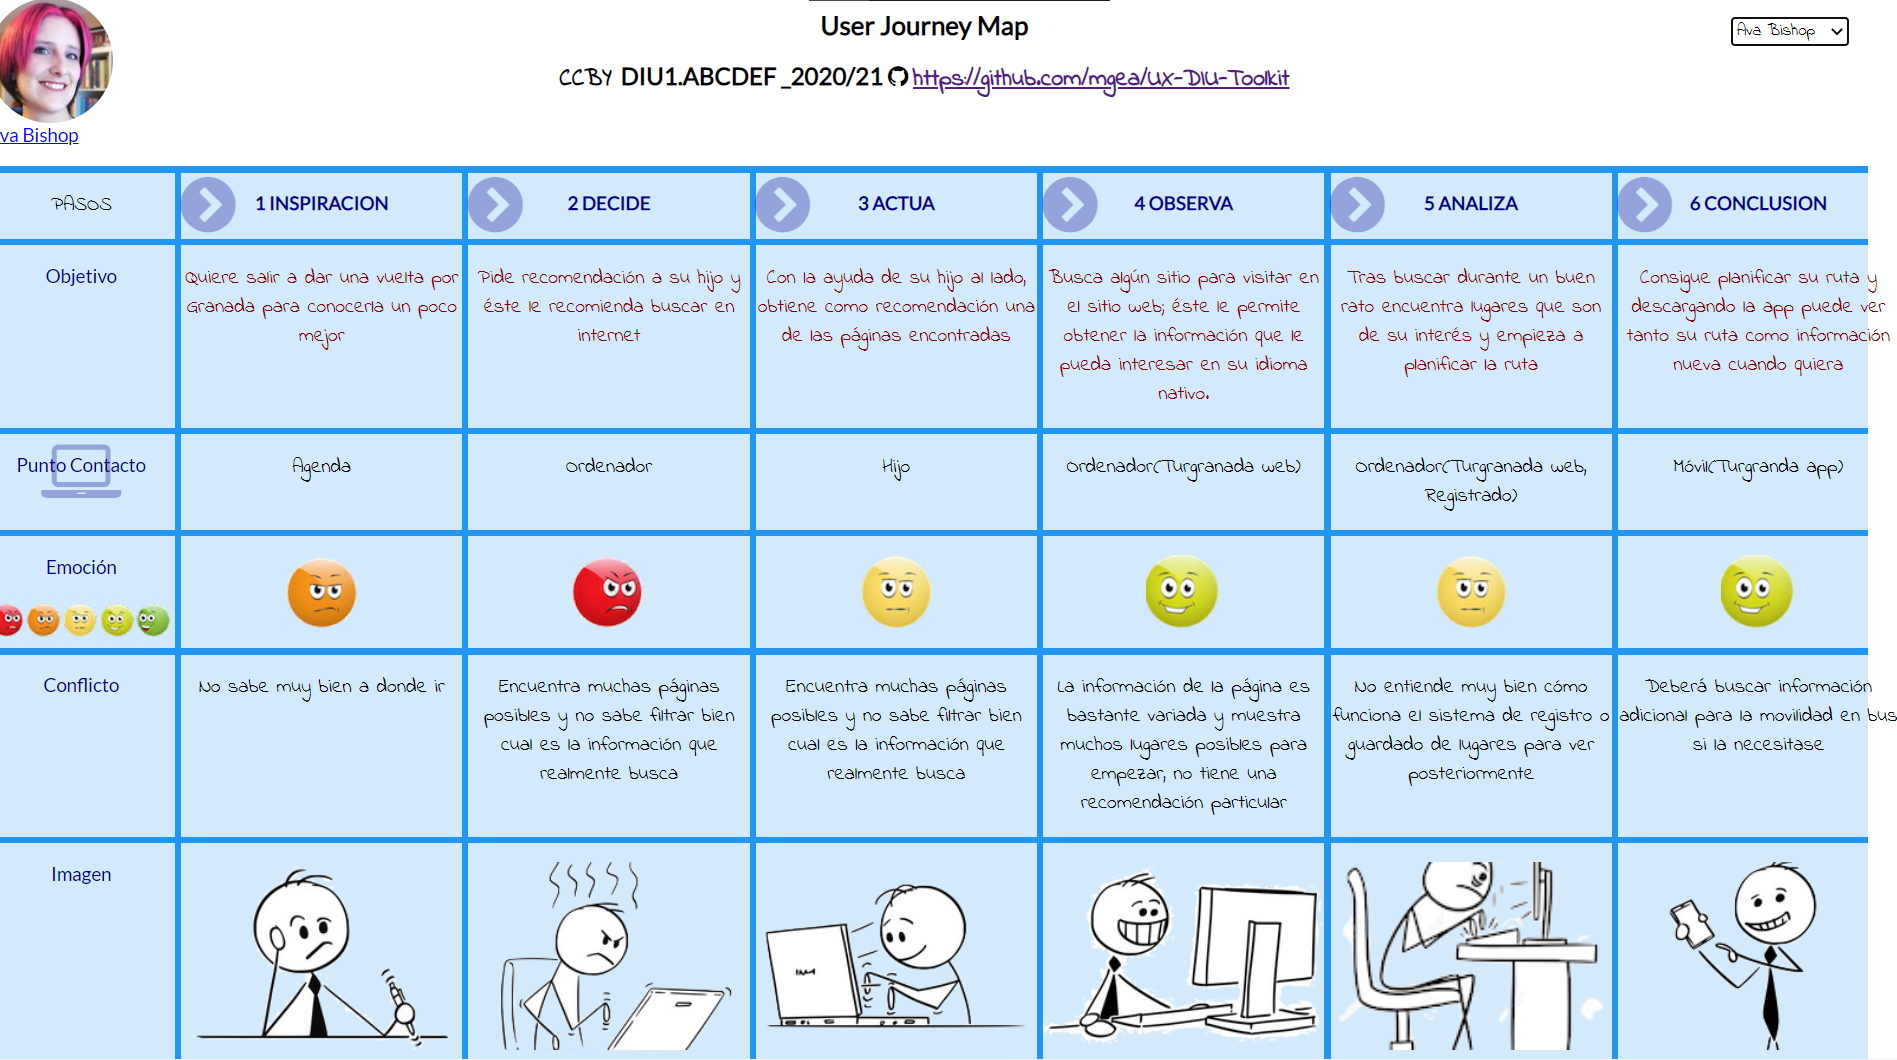 User Journey Map
Ava Bishop
CCBY DIU1.ABCDEF_2020/21 https://github.com/mgea/UX-DIU-Toolkit
va Bishop
PASOS
1 INSPIRACION
2 DECIDE
3 ACTUA
4 OBSERVA
5 ANALIZA
6 CONCLUSION
Objetivo
Quiere salir a dar una vuelta por
Granada para conocerla un poco
mejor
Pide recomendación a su hijo y
éste le recomienda buscar en
internet
Con la ayuda de su hijo al lado,
obtiene como recomendación una
de las páginas encontradas
Busca algún sitio para visitar en
el sitio web; éste le permite
obtener la información que le
pueda interesar en su idioma
nativo.
Tras buscar durante un buen
rato encuentra lugares que son
de su interés y empieza a
planificar la ruta
Consigue planificar su ruta y
descargando la app puede ver
tanto su ruta como información
nueva cuando quiera
Punto Contacto
Agenda
Ordenador
Hijo
Ordenador(Turgranada web)
Ordenador(Turgranada web,
Registrado)
Móvil(Turgranda app)
Emoción
Conflicto
No sabe muy bien a donde ir
Encuentra muchas páginas
posibles y no sabe filtrar bien
cual es la información que
realmente busca
Encuentra muchas páginas
posibles y no sabe filtrar bien
cual es la información que
realmente busca
La información de la página es
bastante variada y muestra
muchos lugares posibles para
empezar, no tiene una
recomendación particular
No entiende muy bien cómo
funciona el sistema de registro o
guardado de lugares para ver
posteriormente
Deberá buscar información
adicional para la movilidad en bus
si la necesitase
Imagen